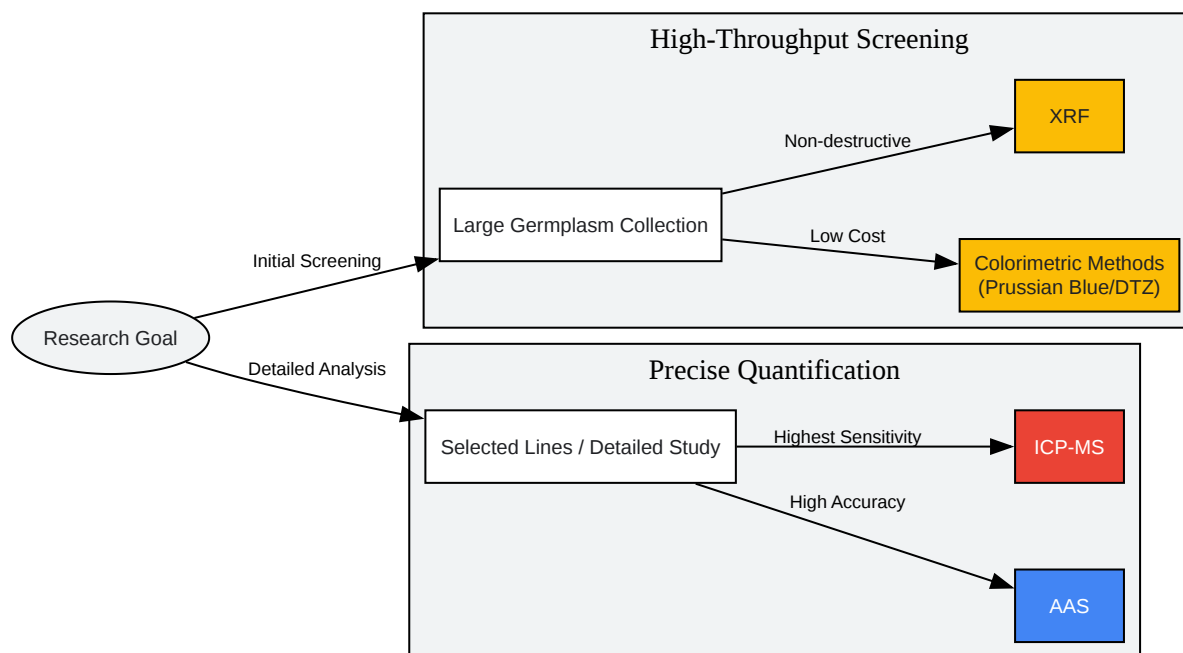 High-Throughput Screening
XRF
Non-destructive
Large Germplasm Collection
Low Cost
Colorimetric Methods
(Prussian Blue/DTZ)
Initial Screening
Research Goal
Detailed Analysis
Precise Quantification
Selected Lines / Detailed Study
Highest Sensitivity
ICP-MS
High Accuracy
AAS